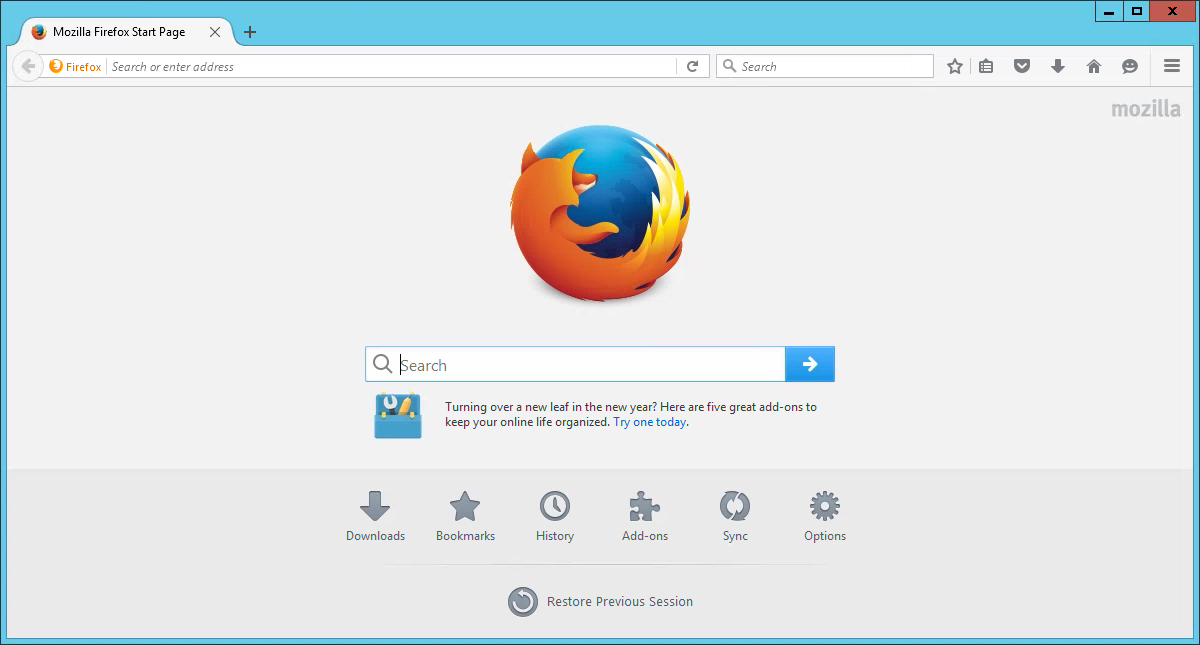 Mozilla Firefox Start Page
Firefox
Search or enter address
Search
mozilla
Search
Turning over a new leaf in the new year? Here are five great add-ons to
keep your online life organized. Try one today.
Downloads
Bookmarks
History
Add-ons
Sync
Options
Restore Previous Session